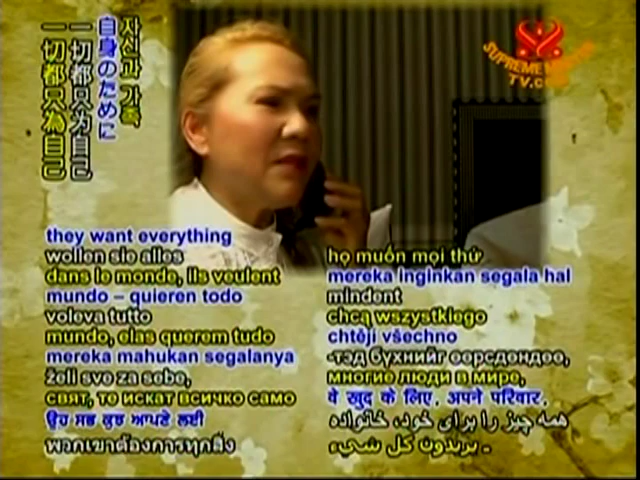 자신과 가족,
自身のために
一切都只为自己
一切都只為自己
SUPREME
TV.
they want everything
wollen sie alles
dans le monde, ils veulent
mundo – quieren todo
voleva tutto
mundo, elas querem tudo
mereka mahukan segalanya
želi sve za sebe,
свят, те искат всичко само
ਉਹ ਸਭ ਕੁਝ ਆਪਣੇ ਲਈ
พวกเขาต้องการทุกสิ่ง
họ muốn mọi thứ
mereka inginkan segala hal
mindent
chcą wszystkiego
chtějí všechno
-тэд бүхнийг өөрсдөндөө,
многие люди в мире,
वे खुद के लिए, अपने परिवार,
همه چیز را برای خود، خانواده
يريدون كل شيء .